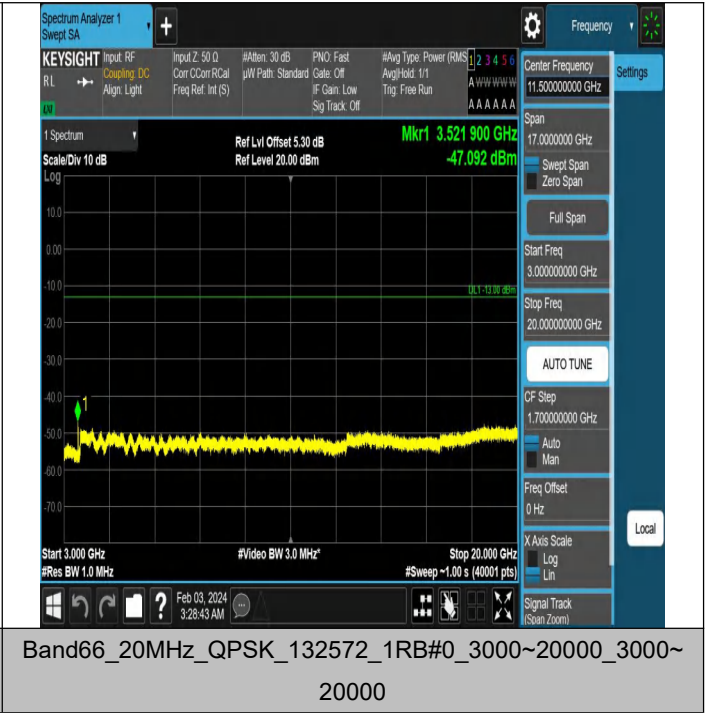 Spectrum Analyzer 1
Swept SA
+
Frequency
KEYSIGHT
RL
Input: RF
Coupling: DC
Align: Light
Input Z: 50 Ω
Corr CCorr RCal
Freq Ref: Int (S)
#Atten: 30 dB
µW Path: Standard
PNO: Fast
Gate: Off
IF Gain: Low
Sig Track: Off
#Avg Type: Power (RMS
Avg|Hold: 1/1
Trig: Free Run
1 2 3 4 5 6
A W W W W W
A A A A A A
1 Spectrum
Scale/Div 10 dB
Log
Ref Lvl Offset 5.30 dB
Ref Level 20.00 dBm
Mkr1 3.521 900 GHz
-47.092 dBm
10.0
0.00
-10.0
DL1 -13.00 dBm
-20.0
-30.0
-40.0
1
-50.0
-60.0
-70.0
Start 3.000 GHz
#Res BW 1.0 MHz
#Video BW 3.0 MHz*
Stop 20.000 GHz
#Sweep ~1.00 s (40001 pts)
Feb 03, 2024
3:28:43 AM
Center Frequency
11.500000000 GHz
Settings
Span
17.0000000 GHz
Swept Span
Zero Span
Full Span
Start Freq
3.000000000 GHz
Stop Freq
20.000000000 GHz
AUTO TUNE
CF Step
1.700000000 GHz
Auto
Man
Freq Offset
0 Hz
X Axis Scale
Log
Lin
Local
Signal Track
(Span Zoom)
Band66_20MHz_QPSK_132572_1RB#0_3000~20000_3000~
20000